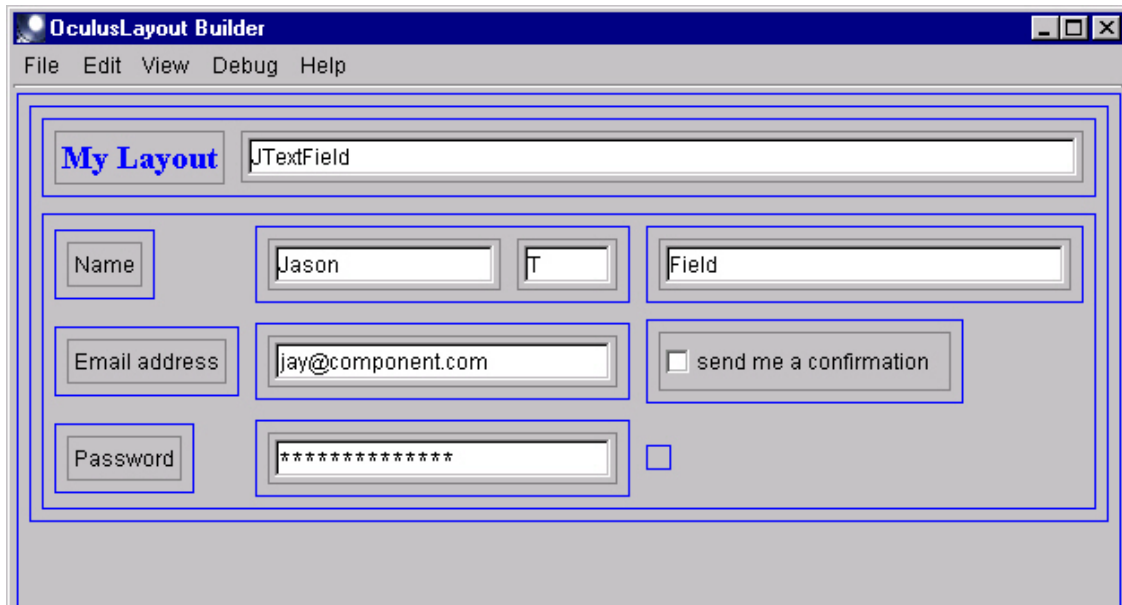 OculusLayout Builder
File Edit View Debug Help
My Layout JTextField
Name Jason T Field
Email address jay@component.com send me a confirmation
Password **************